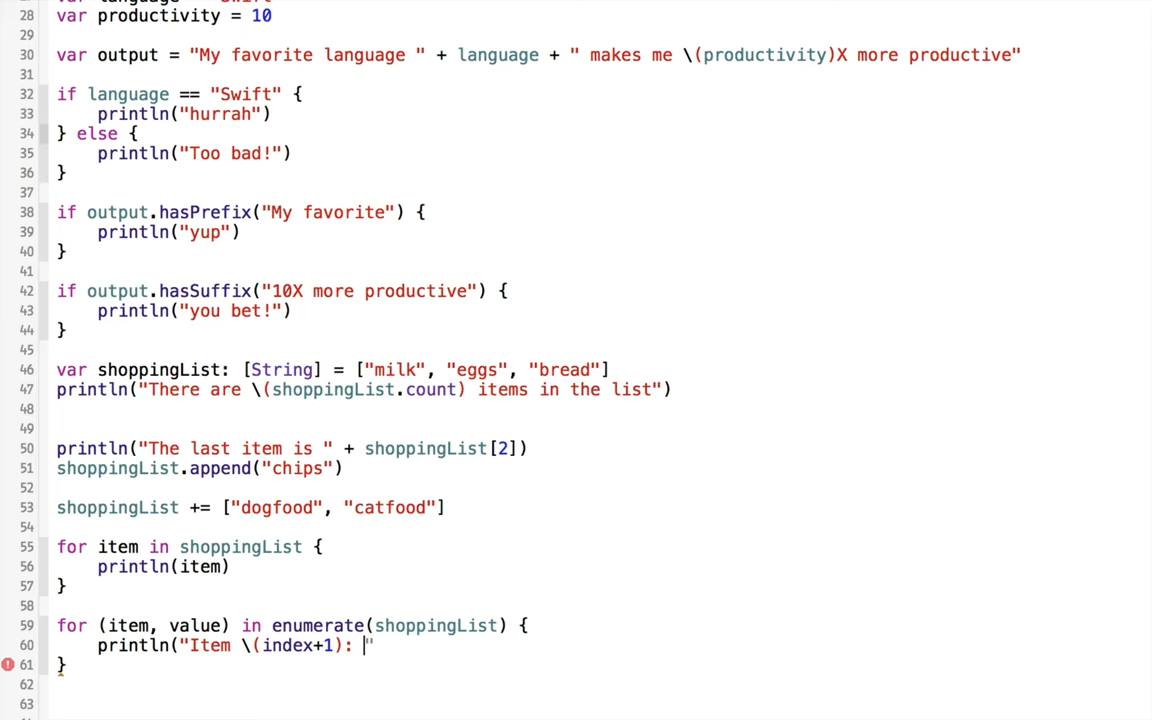 28 var productivity = 10
29
30 var output = "My favorite language " + language + " makes me \(productivity)X more productive"
31
32 if language == "Swift" {
33 println("hurrah")
34 } else {
35 println("Too bad!")
36 }
37
38 if output.hasPrefix("My favorite") {
39 println("yup")
40 }
41
42 if output.hasSuffix("10X more productive") {
43 println("you bet!")
44 }
45
46 var shoppingList: [String] = ["milk", "eggs", "bread"]
47 println("There are \(shoppingList.count) items in the list")
48
49
50 println("The last item is " + shoppingList[2])
51 shoppingList.append("chips")
52
53 shoppingList += ["dogfood", "catfood"]
54
55 for item in shoppingList {
56 println(item)
57 }
58
59 for (item, value) in enumerate(shoppingList) {
60 println("Item \(index+1): "
61 }
62
63